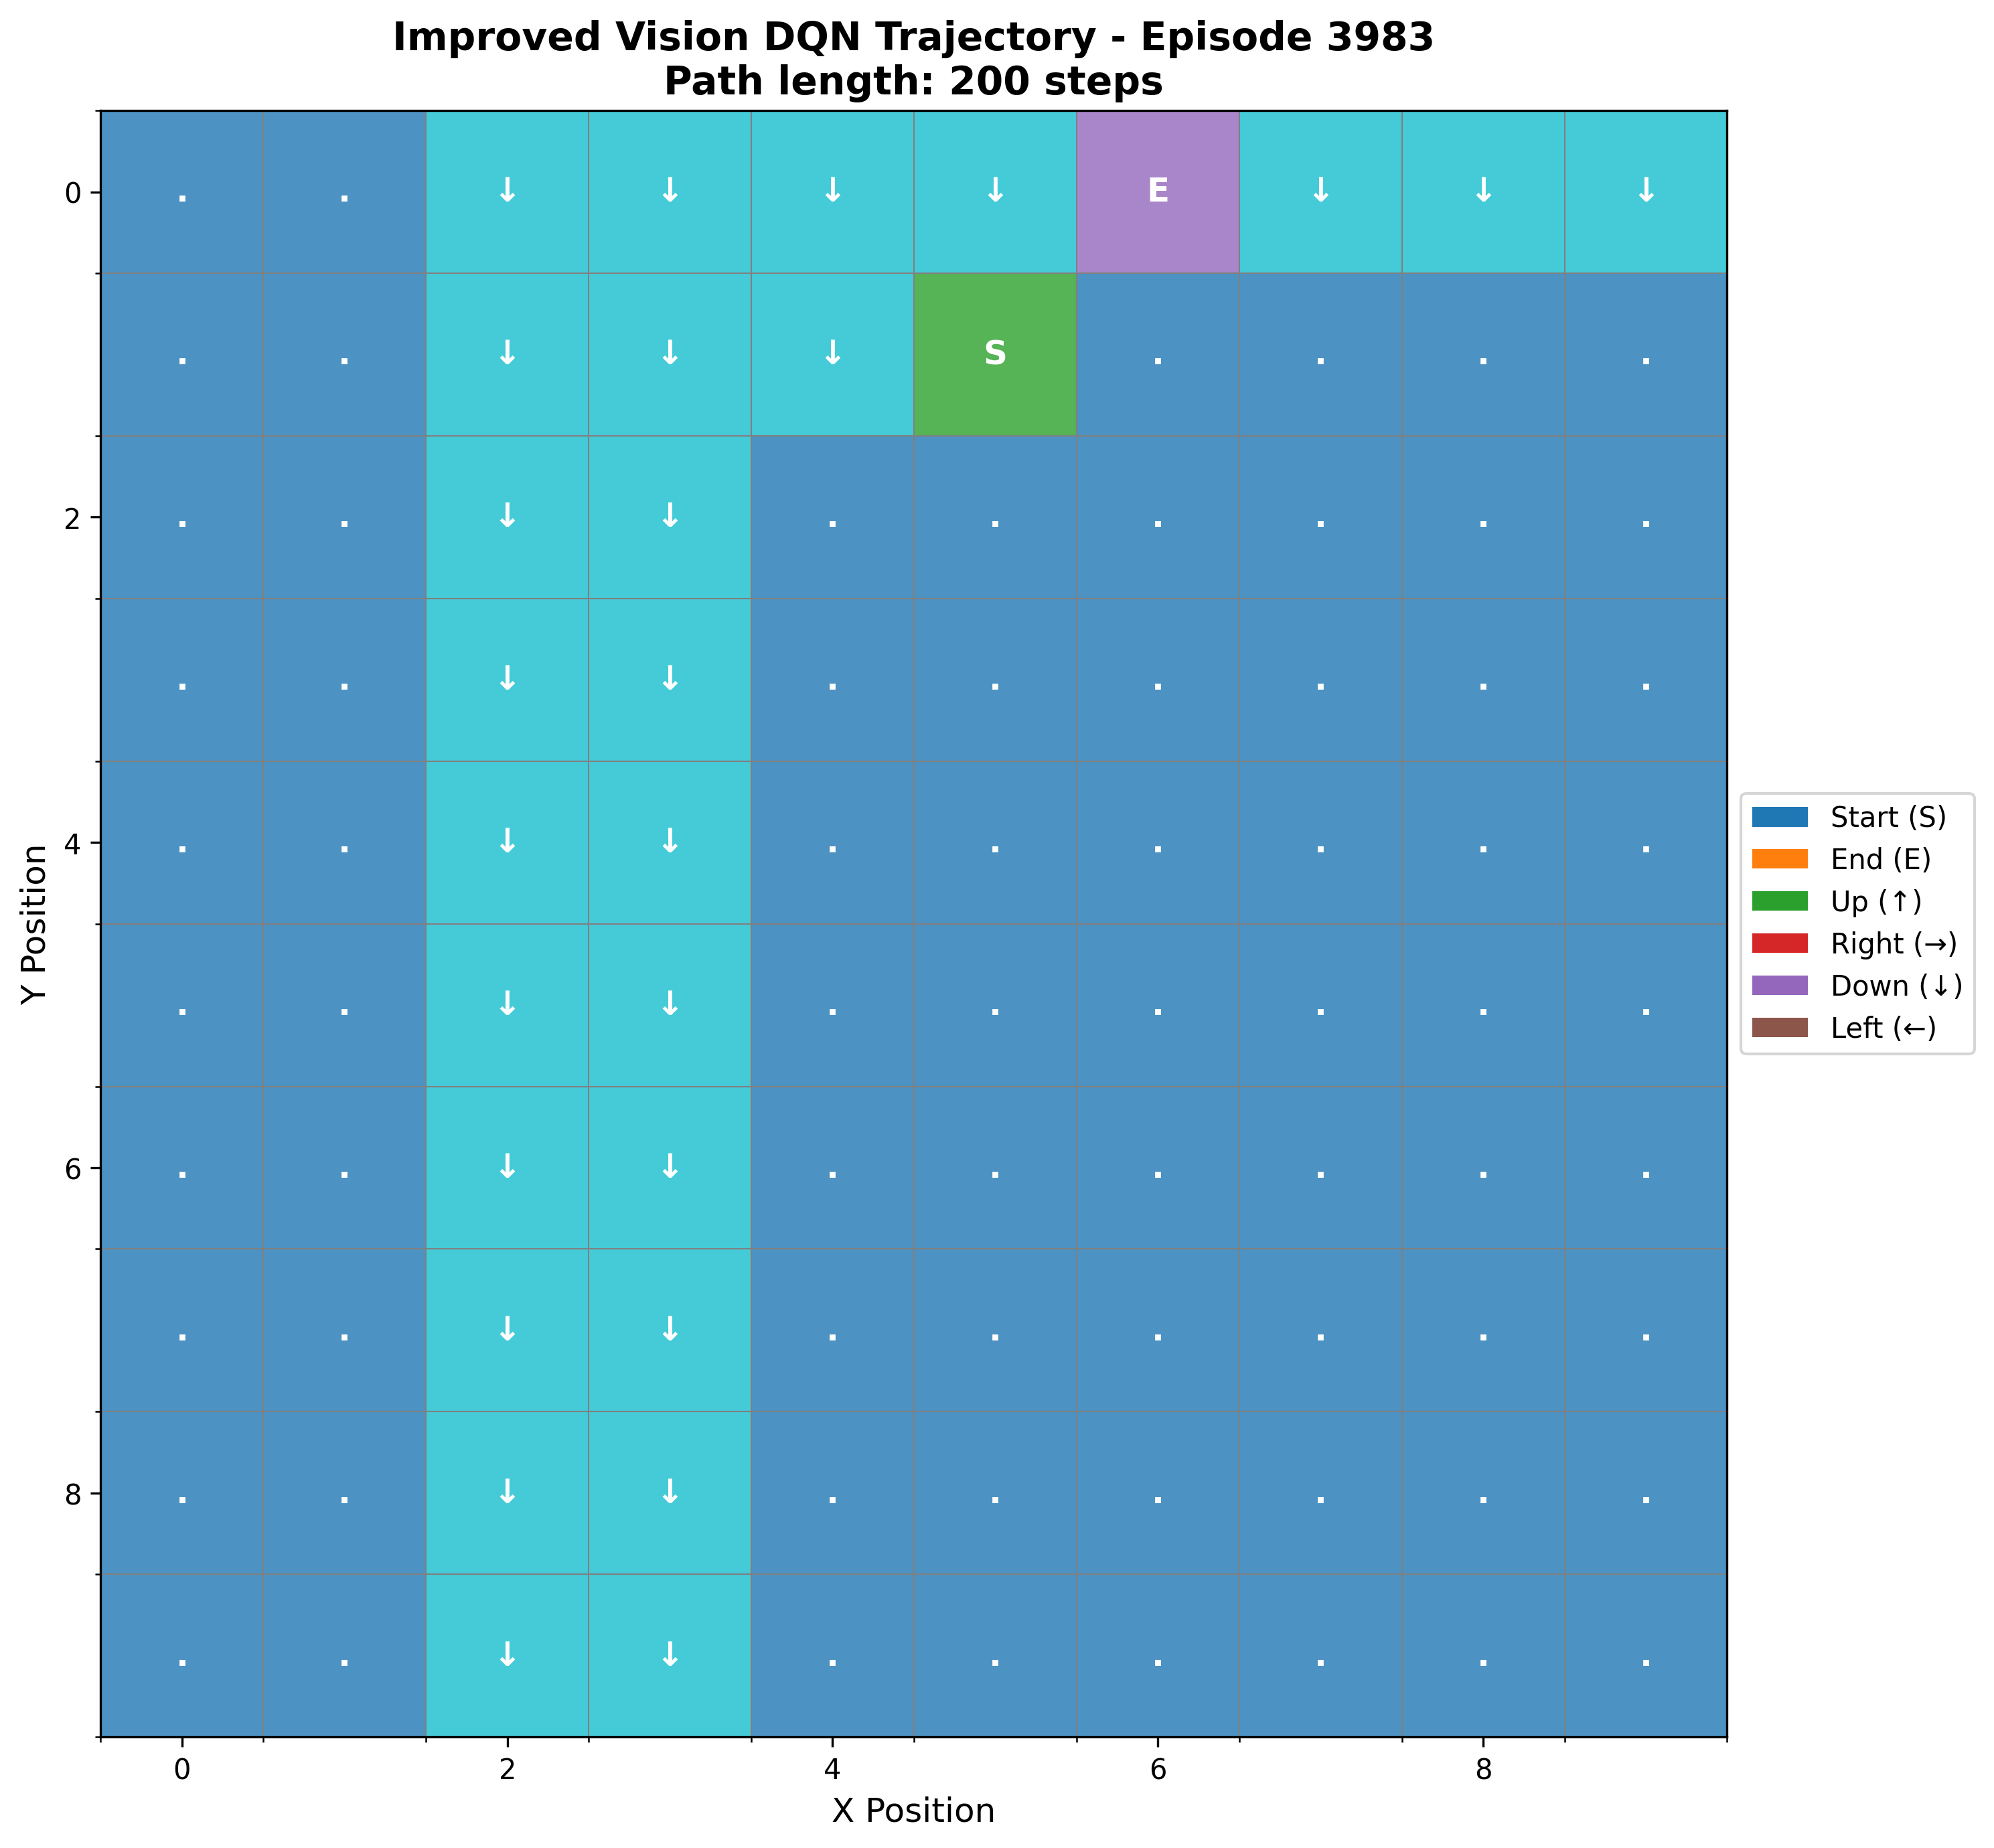 Improved Vision DQN Trajectory - Episode 3983
Path length: 200 steps
0 . . ↓ ↓ ↓ ↓ E ↓ ↓ ↓
. . ↓ ↓ ↓ S . . . .
2 . . ↓ ↓ . . . . . .
. . ↓ ↓ . . . . . .
4 . . ↓ ↓ . . . . . .
. . ↓ ↓ . . . . . .
6 . . ↓ ↓ . . . . . .
. . ↓ ↓ . . . . . .
8 . . ↓ ↓ . . . . . .
. . ↓ ↓ . . . . . .
0 2 4 6 8
X Position
Y Position
Start (S)
End (E)
Up (↑)
Right (→)
Down (↓)
Left (←)